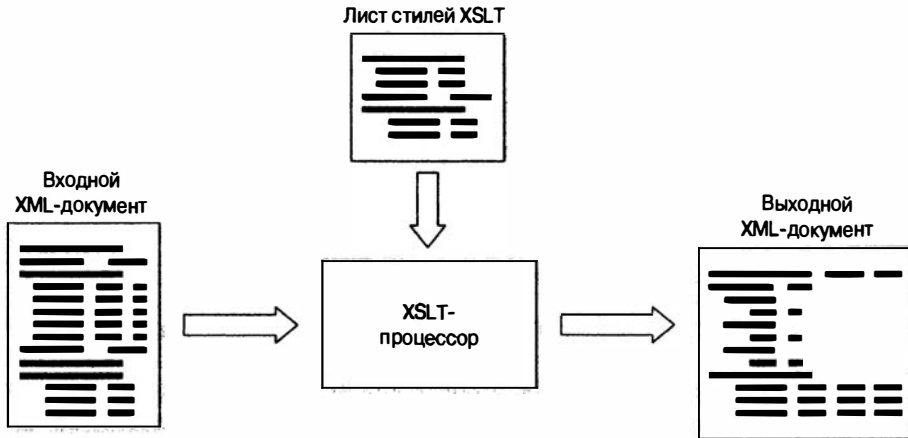 Лист стилей XSLT
Входной
XML-документ
Выходной
XML-документ
XSLT-
процессор